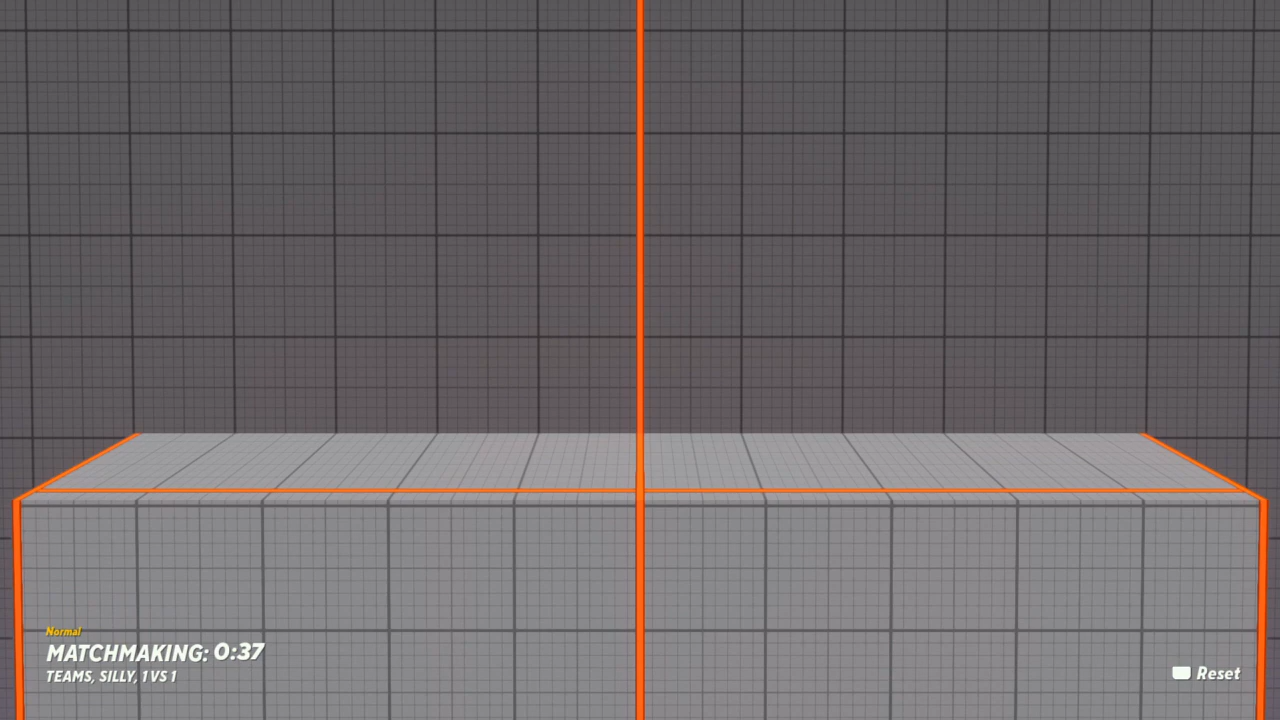 Normal
MATCHMAKING: 0:37
TEAMS, SILLY, 1 VS 1
Reset